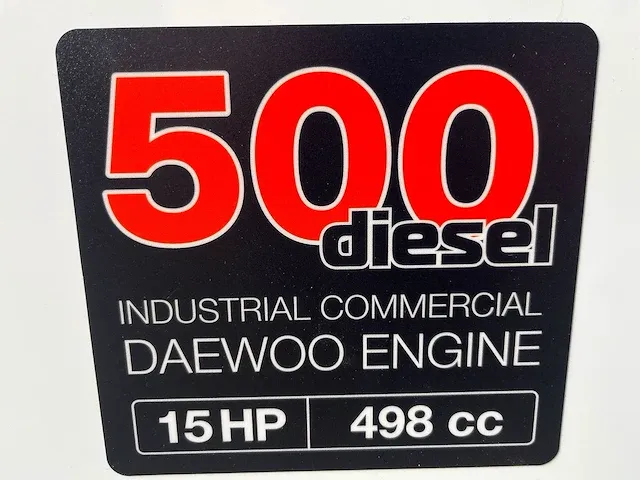 500
diesel
INDUSTRIAL COMMERCIAL
DAEWOO ENGINE
15 HP 498 cc